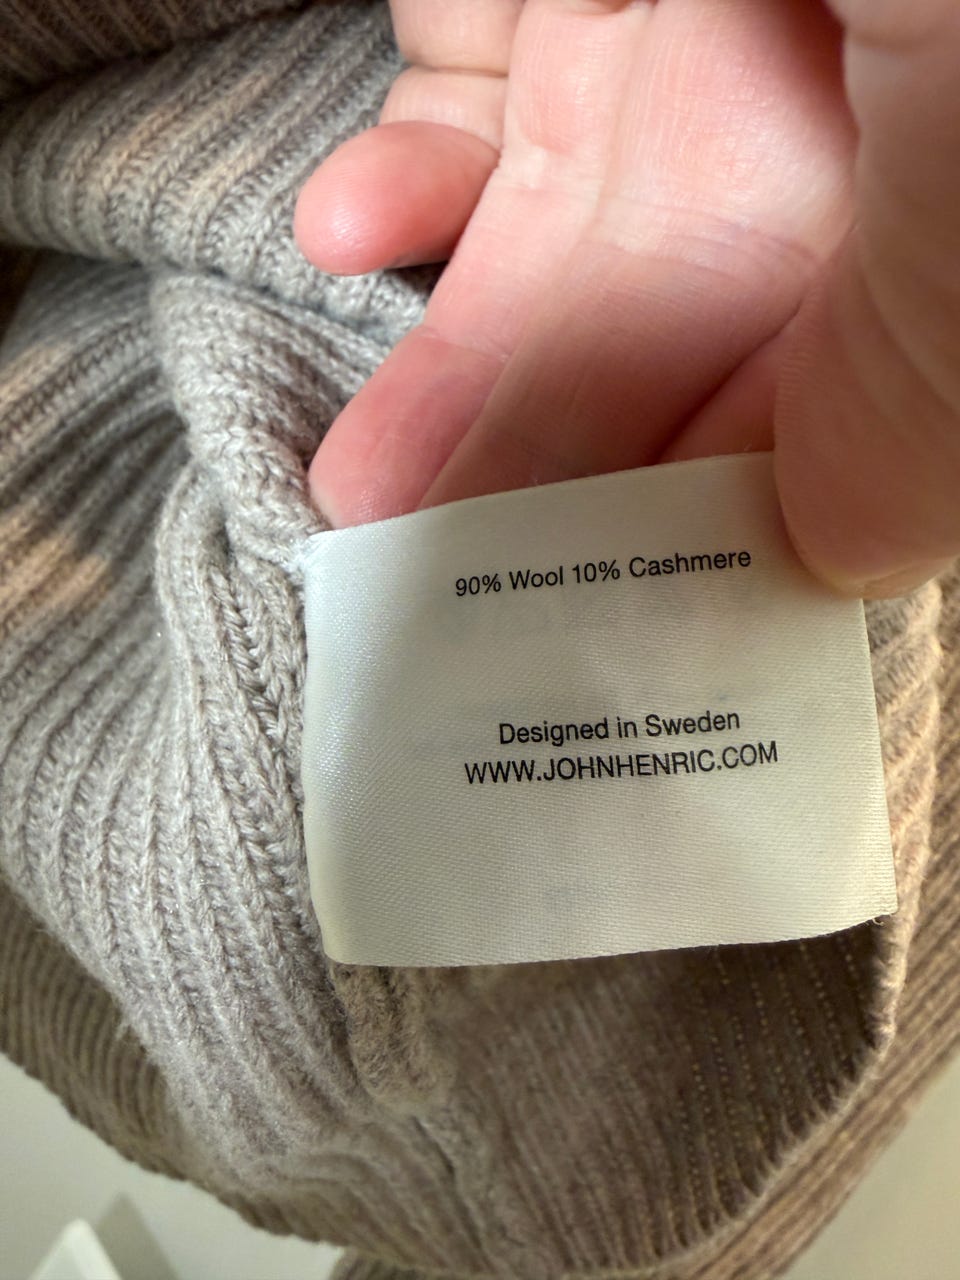 90% Wool 10% Cashmere
Designed in Sweden
WWW.JOHNHENRIC.COM